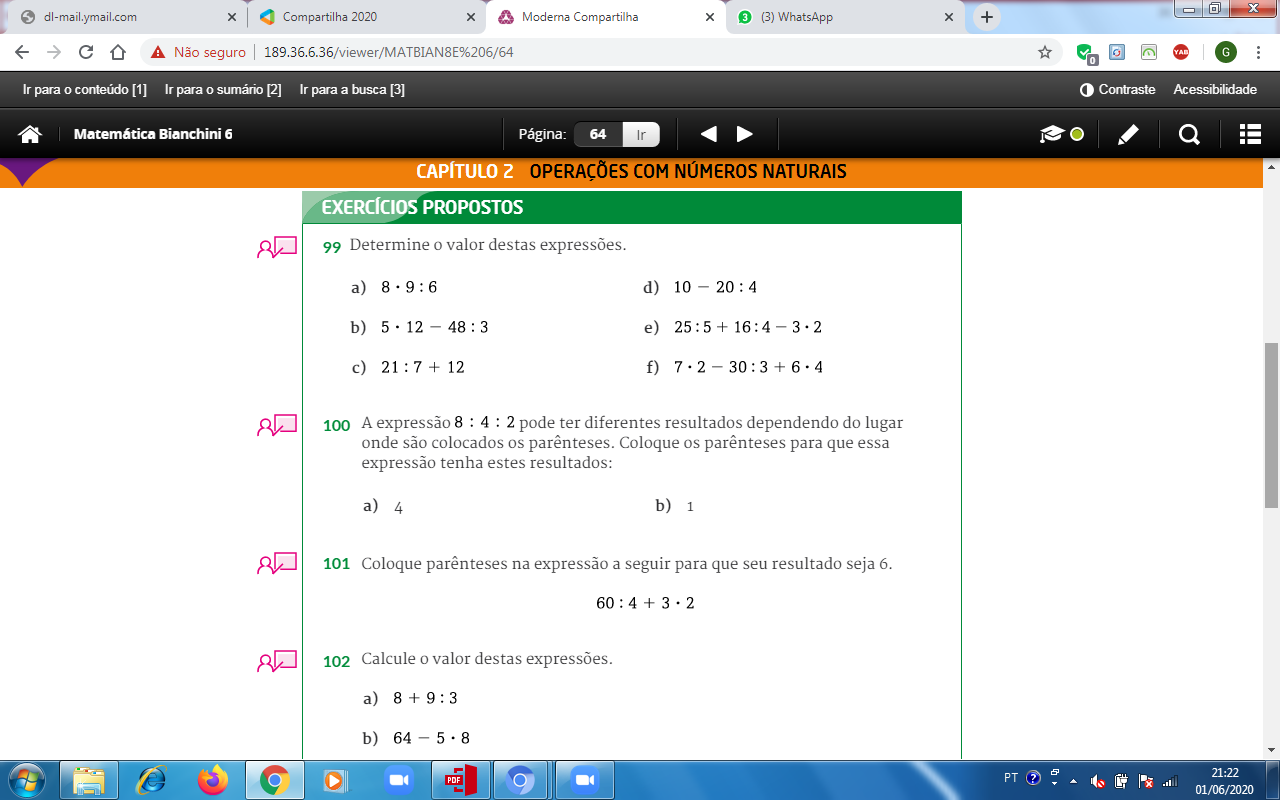 dl-mail.ymail.com
Compartilha 2020
Moderna Compartilha
(3) WhatsApp
Não seguro
189.36.6.36/viewer/MATBIAN8E%206/64
Ir para o conteúdo [1]
Ir para o sumário [2]
Ir para a busca [3]
Contraste
Acessibilidade
Matemática Bianchini 6
Página: 64 Ir
CAPÍTULO 2 OPERAÇÕES COM NÚMEROS NATURAIS
EXERCÍCIOS PROPOSTOS
99 Determine o valor destas expressões.
a) 8 · 9 : 6
d) 10 − 20 : 4
b) 5 · 12 − 48 : 3
e) 25 : 5 + 16 : 4 − 3 · 2
c) 21 : 7 + 12
f) 7 · 2 − 30 : 3 + 6 · 4
100 A expressão 8 : 4 : 2 pode ter diferentes resultados dependendo do lugar
onde são colocados os parênteses. Coloque os parênteses para que essa
expressão tenha estes resultados:
a) 4
b) 1
101 Coloque parênteses na expressão a seguir para que seu resultado seja 6.
60 : 4 + 3 · 2
102 Calcule o valor destas expressões.
a) 8 + 9 : 3
b) 64 − 5 · 8
PDF
PT
21:22
01/06/2020